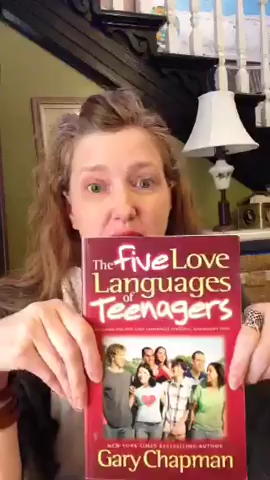 The five Love
Languages
of
Teenagers
NEW YORK TIMES BESTSELLING AUTHOR
Gary Chapman